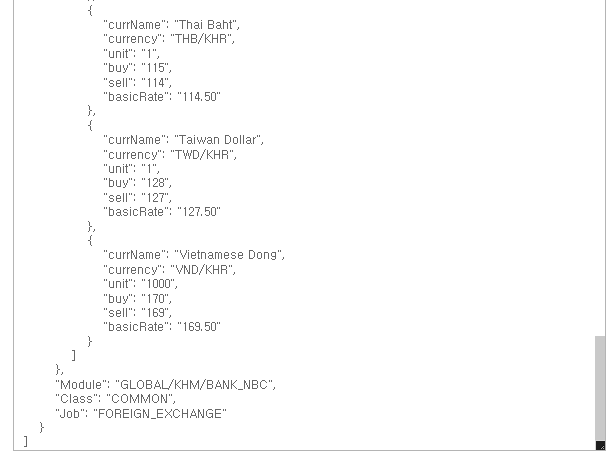 {
"currName": "Thai Baht",
"currency": "THB/KHR",
"unit": "1",
"buy": "115",
"sell": "114",
"basicRate": "114.50"
},
{
"currName": "Taiwan Dollar",
"currency": "TWD/KHR",
"unit": "1",
"buy": "128",
"sell": "127",
"basicRate": "127.50"
},
{
"currName": "Vietnamese Dong",
"currency": "VND/KHR",
"unit": "1000",
"buy": "170",
"sell": "169",
"basicRate": "169.50"
}
]
},
"Module": "GLOBAL/KHM/BANK_NBC",
"Class": "COMMON",
"Job": "FOREIGN_EXCHANGE"
}
]